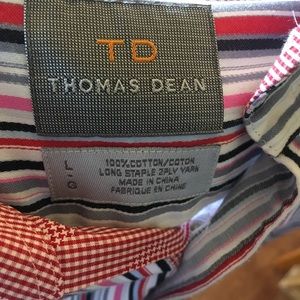 TD
THOMAS DEAN
L-G
100%COTTON/COTON
LONG STAPLE 2PLY YARN
MADE IN CHINA
FABRIQUE EN CHINE